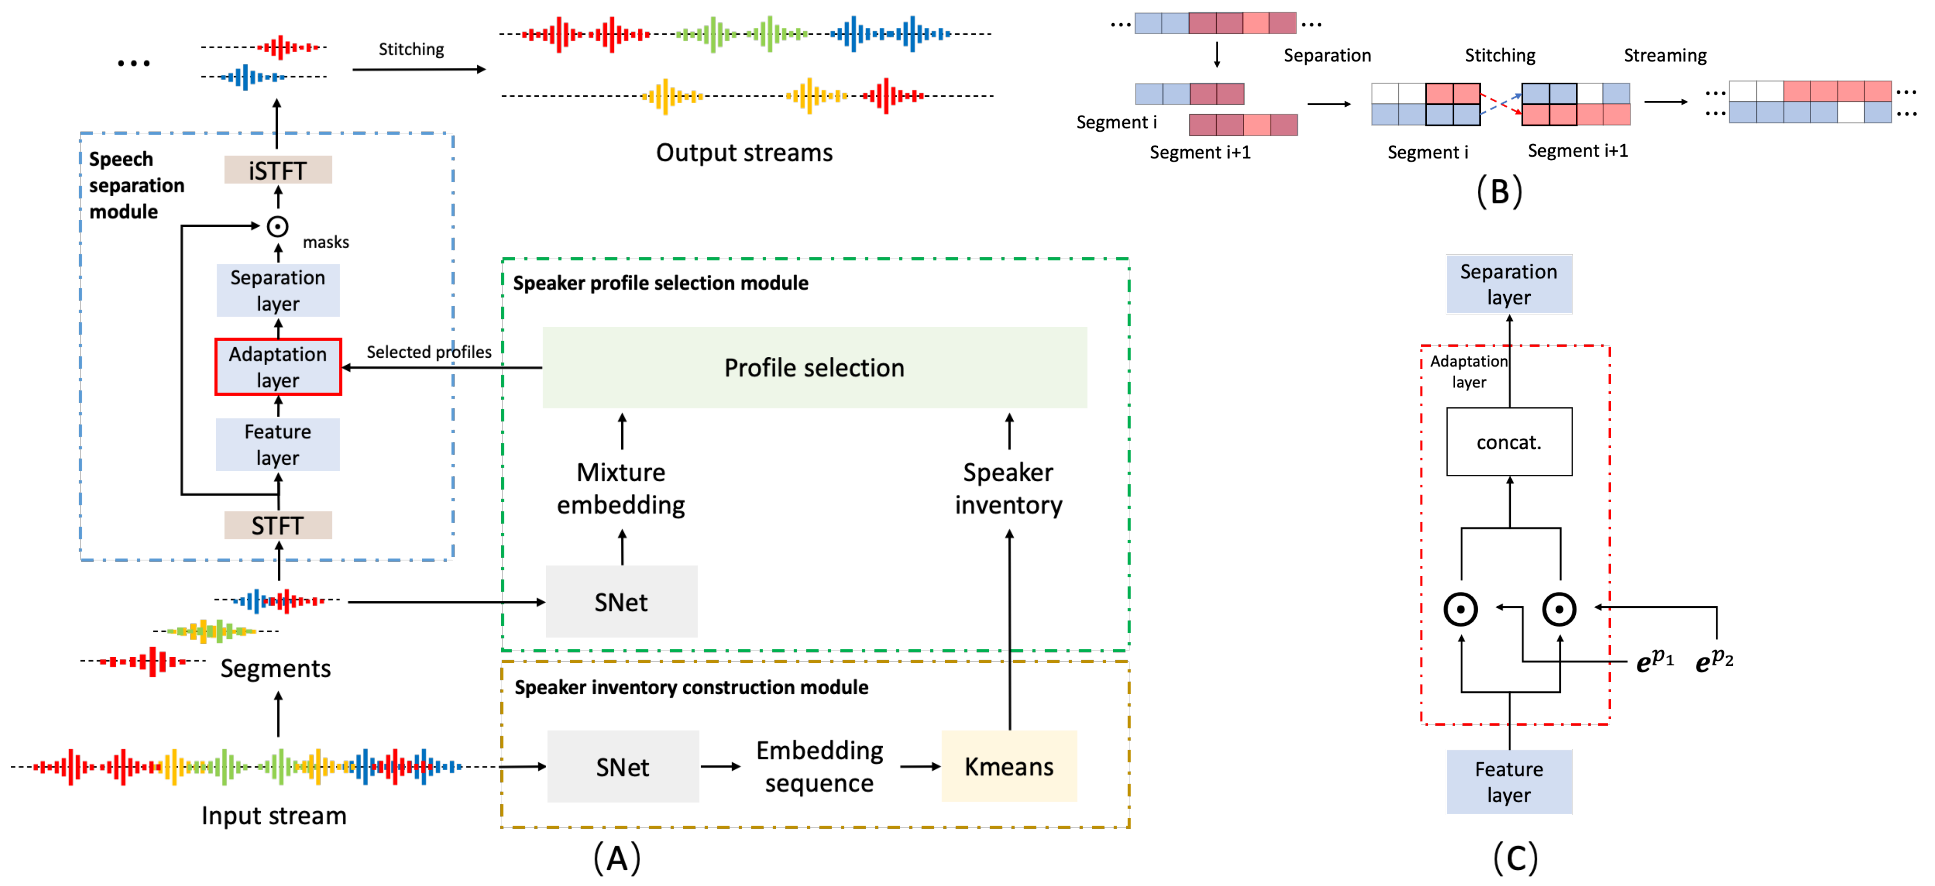 ...
Stitching
Output streams
Speech
separation
module
iSTFT
masks
Separation
layer
Adaptation
layer
Feature
layer
STFT
Segments
Input stream
Speaker profile selection module
Selected profiles
Profile selection
Mixture
embedding
Speaker
inventory
SNet
Speaker inventory construction module
SNet
Embedding
sequence
Kmeans
(A)
... ...
Separation
Stitching
Streaming
Segment i
Segment i+1
Segment i
Segment i+1
... ...
... ...
(B)
Separation
layer
Adaptation
layer
concat.
e^{p_1} e^{p_2}
Feature
layer
(C)